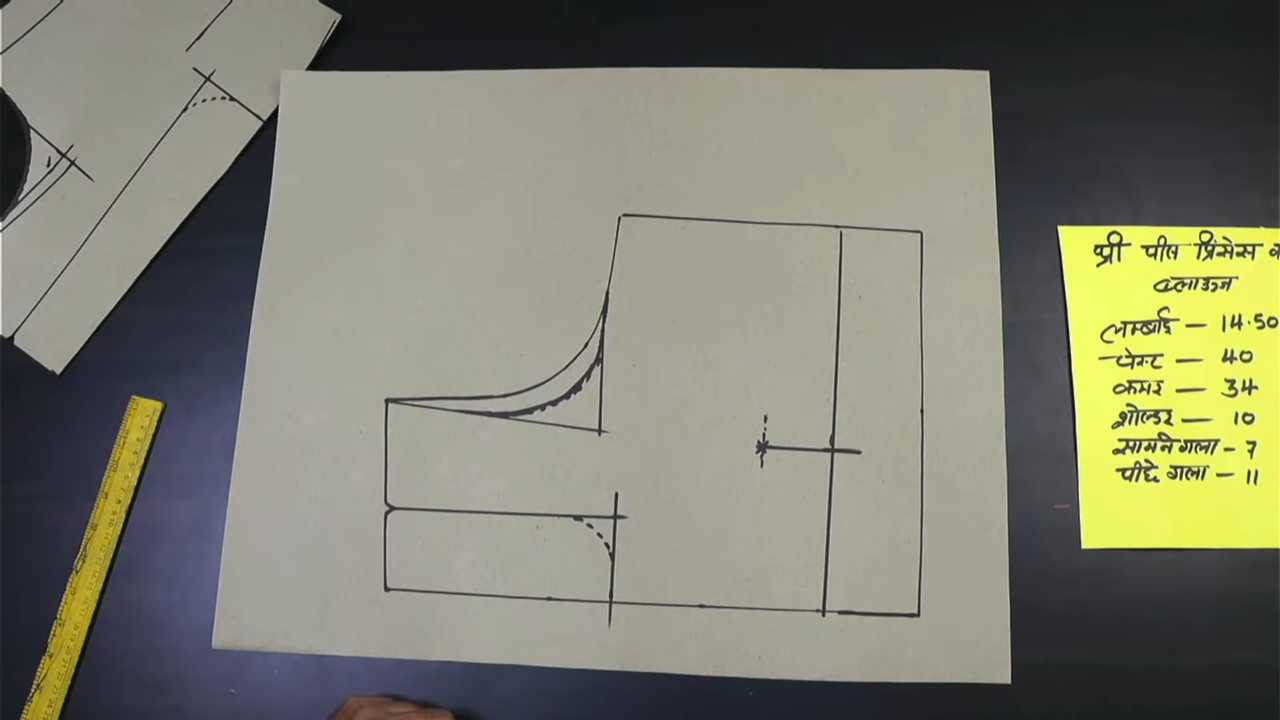 थ्री पीस प्रिंसेस
ब्लाउज
लम्बाई – 14.50
चेस्ट – 40
कमर – 34
शोल्डर – 10
सामने गला – 7
पीछे गला – 11